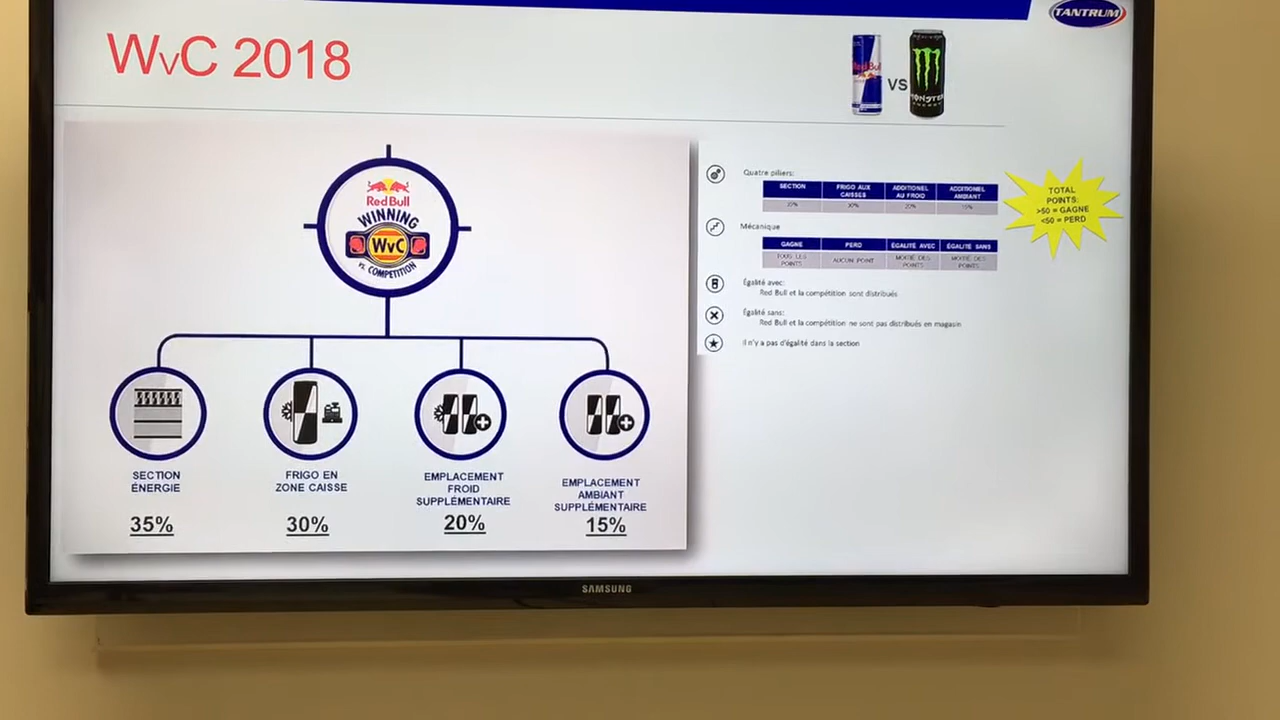 TANTRUM
WvC 2018
Red Bull
VS
MONSTER
ENERGY
Red Bull
WINNING
WvC
vs. COMPETITION
SECTION
ÉNERGIE
35%
FRIGO EN
ZONE CAISSE
30%
EMPLACEMENT
FROID
SUPPLÉMENTAIRE
20%
EMPLACEMENT
AMBIANT
SUPPLÉMENTAIRE
15%
Quatre piliers:
SECTION FRIGO AUX CAISSES ADDITIONEL AU FROID ADDITIONEL AMBIANT
35% 30% 20% 15%
Mécanique
GAGNE PERD ÉGALITÉ AVEC ÉGALITÉ SANS
TOUS LES POINTS AUCUN POINT MOITIÉ DES POINTS MOITIÉ DES POINTS
Égalité avec:
Red Bull et la compétition sont distribués
Égalité sans:
Red Bull et la compétition ne sont pas distribués en magasin
Il n'y a pas d'égalité dans la section
TOTAL
POINTS:
>50 = GAGNE
<50 = PERD
SAMSUNG